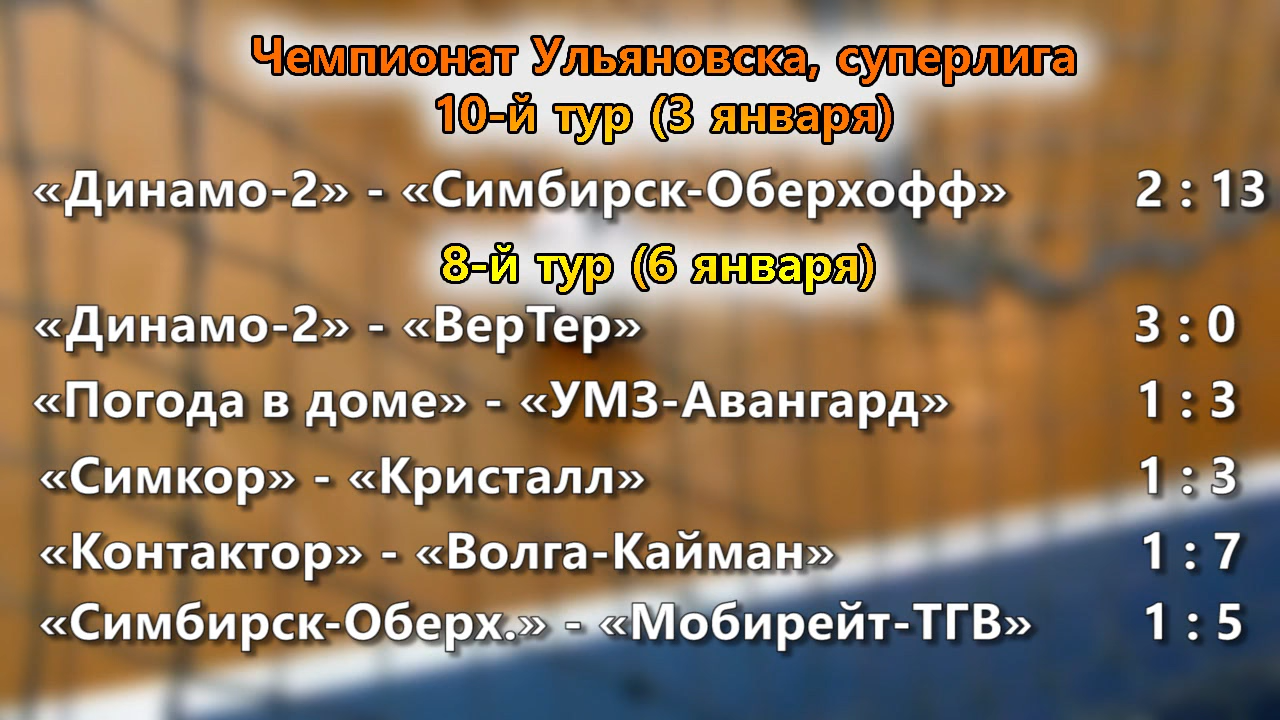 Чемпионат Ульяновска, суперлига
10-й тур (3 января)
«Динамо-2» - «Симбирск-Оберхофф» 2 : 13
8-й тур (6 января)
«Динамо-2» - «ВерТер» 3 : 0
«Погода в доме» - «УМЗ-Авангард» 1 : 3
«Симкор» - «Кристалл» 1 : 3
«Контактор» - «Волга-Кайман» 1 : 7
«Симбирск-Оберх.» - «Мобирейт-ТГВ» 1 : 5